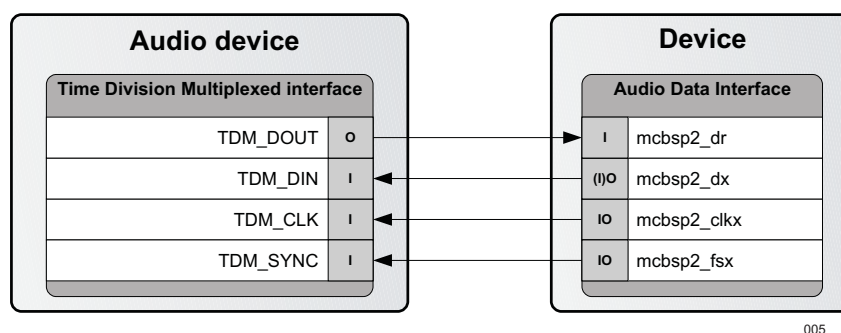 Audio device
Device
Time Division Multiplexed interface
Audio Data Interface
TDM_DOUT O I mcbsp2_dr
TDM_DIN I (I)O mcbsp2_dx
TDM_CLK I IO mcbsp2_clkx
TDM_SYNC I IO mcbsp2_fsx
005